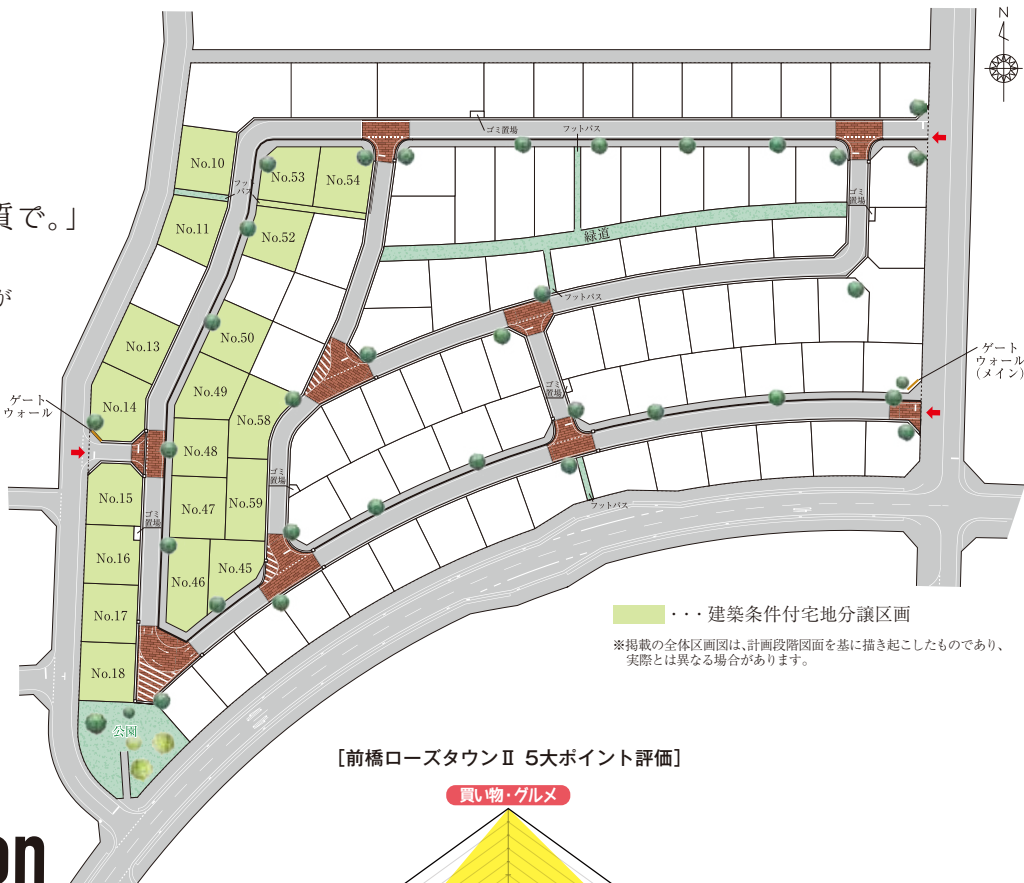 N
ゴミ置場
フットパス
No.10
No.53
No.54
フットパス
ゴミ
置場
質で。」
No.11
No.52
緑道
が
フットパス
No.50
No.13
ゲート
ウォール
(メイン)
No.49
ゴミ
置場
ゲート
ウォール
No.14
No.58
No.48
ゴミ
置場
No.15
No.47
No.59
フットパス
ゴミ
置場
No.16
No.46
No.45
No.17
・・・建築条件付宅地分譲区画
※掲載の全体区画図は、計画段階図面を基に描き起こしたものであり、
実際とは異なる場合があります。
No.18
公園
[前橋ローズタウンⅡ 5大ポイント評価]
買い物・グルメ
on